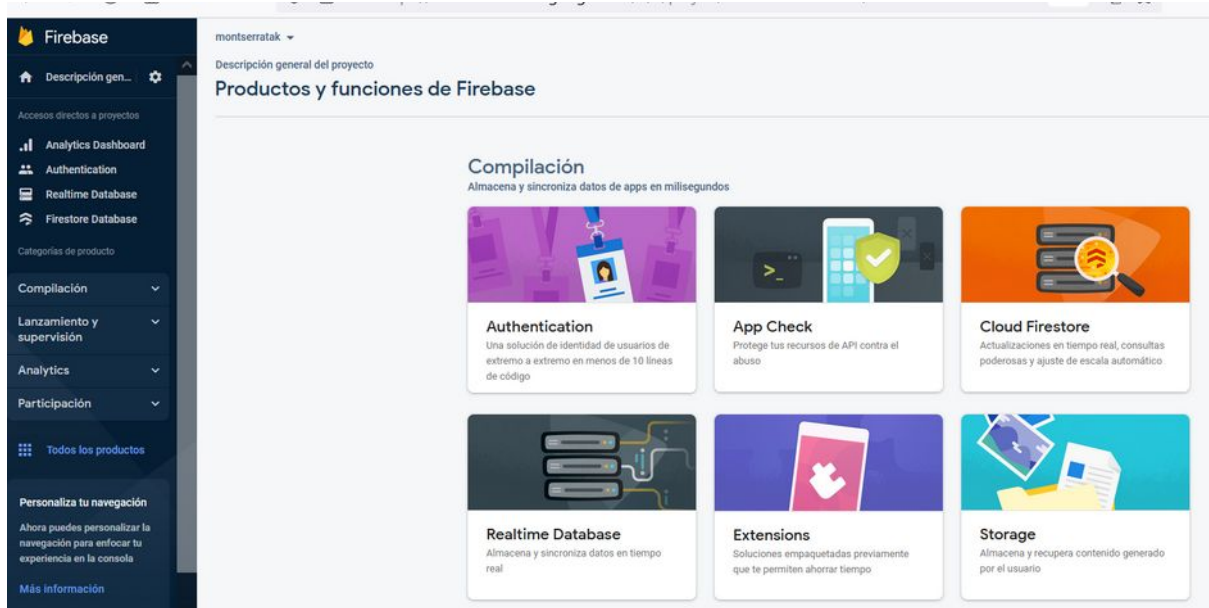 Firebase
Descripción gen...
Accesos directos a proyectos
Analytics Dashboard
Authentication
Realtime Database
Firestore Database
Categorías de producto
Compilación
Lanzamiento y
supervisión
Analytics
Participación
Todos los productos
Personaliza tu navegación
Ahora puedes personalizar la
navegación para enfocar tu
experiencia en la consola
Más información
montserratak
Descripción general del proyecto
Productos y funciones de Firebase
Compilación
Almacena y sincroniza datos de apps en milisegundos
Authentication
Una solución de identidad de usuarios de
extremo a extremo en menos de 10 líneas
de código
App Check
Protege tus recursos de API contra el
abuso
Cloud Firestore
Actualizaciones en tiempo real, consultas
poderosas y ajuste de escala automático
Realtime Database
Almacena y sincroniza datos en tiempo
real
Extensions
Soluciones empaquetadas previamente
que te permiten ahorrar tiempo
Storage
Almacena y recupera contenido generado
por el usuario